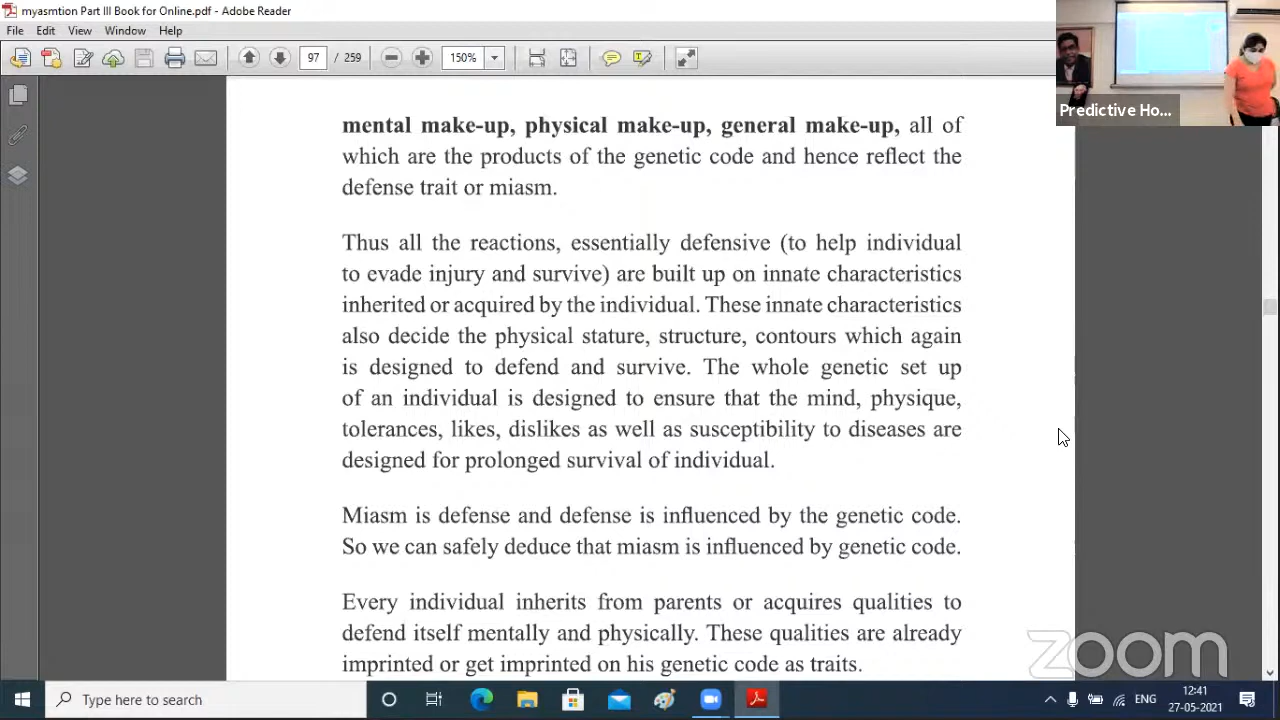 myasmtion Part III Book for Online.pdf - Adobe Reader
File Edit View Window Help
97 / 259 150%
Predictive Ho...
mental make-up, physical make-up, general make-up, all of
which are the products of the genetic code and hence reflect the
defense trait or miasm.
Thus all the reactions, essentially defensive (to help individual
to evade injury and survive) are built up on innate characteristics
inherited or acquired by the individual. These innate characteristics
also decide the physical stature, structure, contours which again
is designed to defend and survive. The whole genetic set up
of an individual is designed to ensure that the mind, physique,
tolerances, likes, dislikes as well as susceptibility to diseases are
designed for prolonged survival of individual.
Miasm is defense and defense is influenced by the genetic code.
So we can safely deduce that miasm is influenced by genetic code.
Every individual inherits from parents or acquires qualities to
defend itself mentally and physically. These qualities are already
imprinted or get imprinted on his genetic code as traits.
zoom
Type here to search
ENG
12:41
27-05-2021